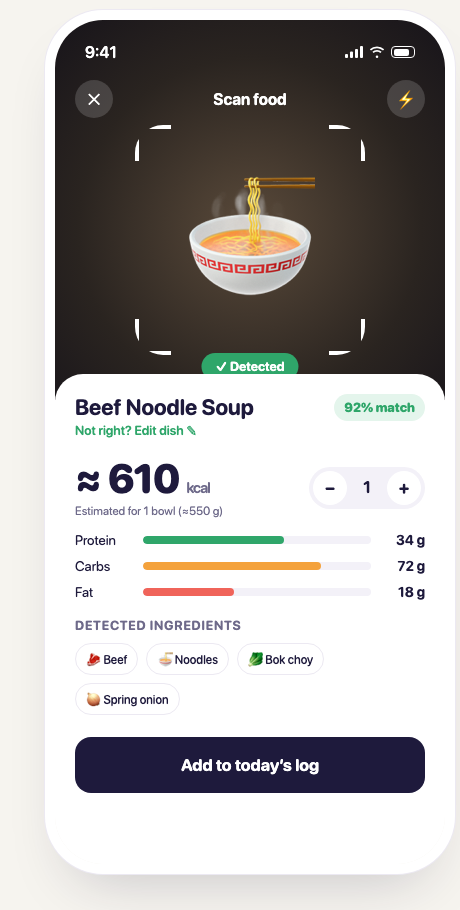 9:41
Scan food
✓ Detected
Beef Noodle Soup
92% match
Not right? Edit dish ✎
≈ 610 kcal
− 1 +
Estimated for 1 bowl (≈550 g)
Protein 34 g
Carbs 72 g
Fat 18 g
DETECTED INGREDIENTS
Beef
Noodles
Bok choy
Spring onion
Add to today’s log